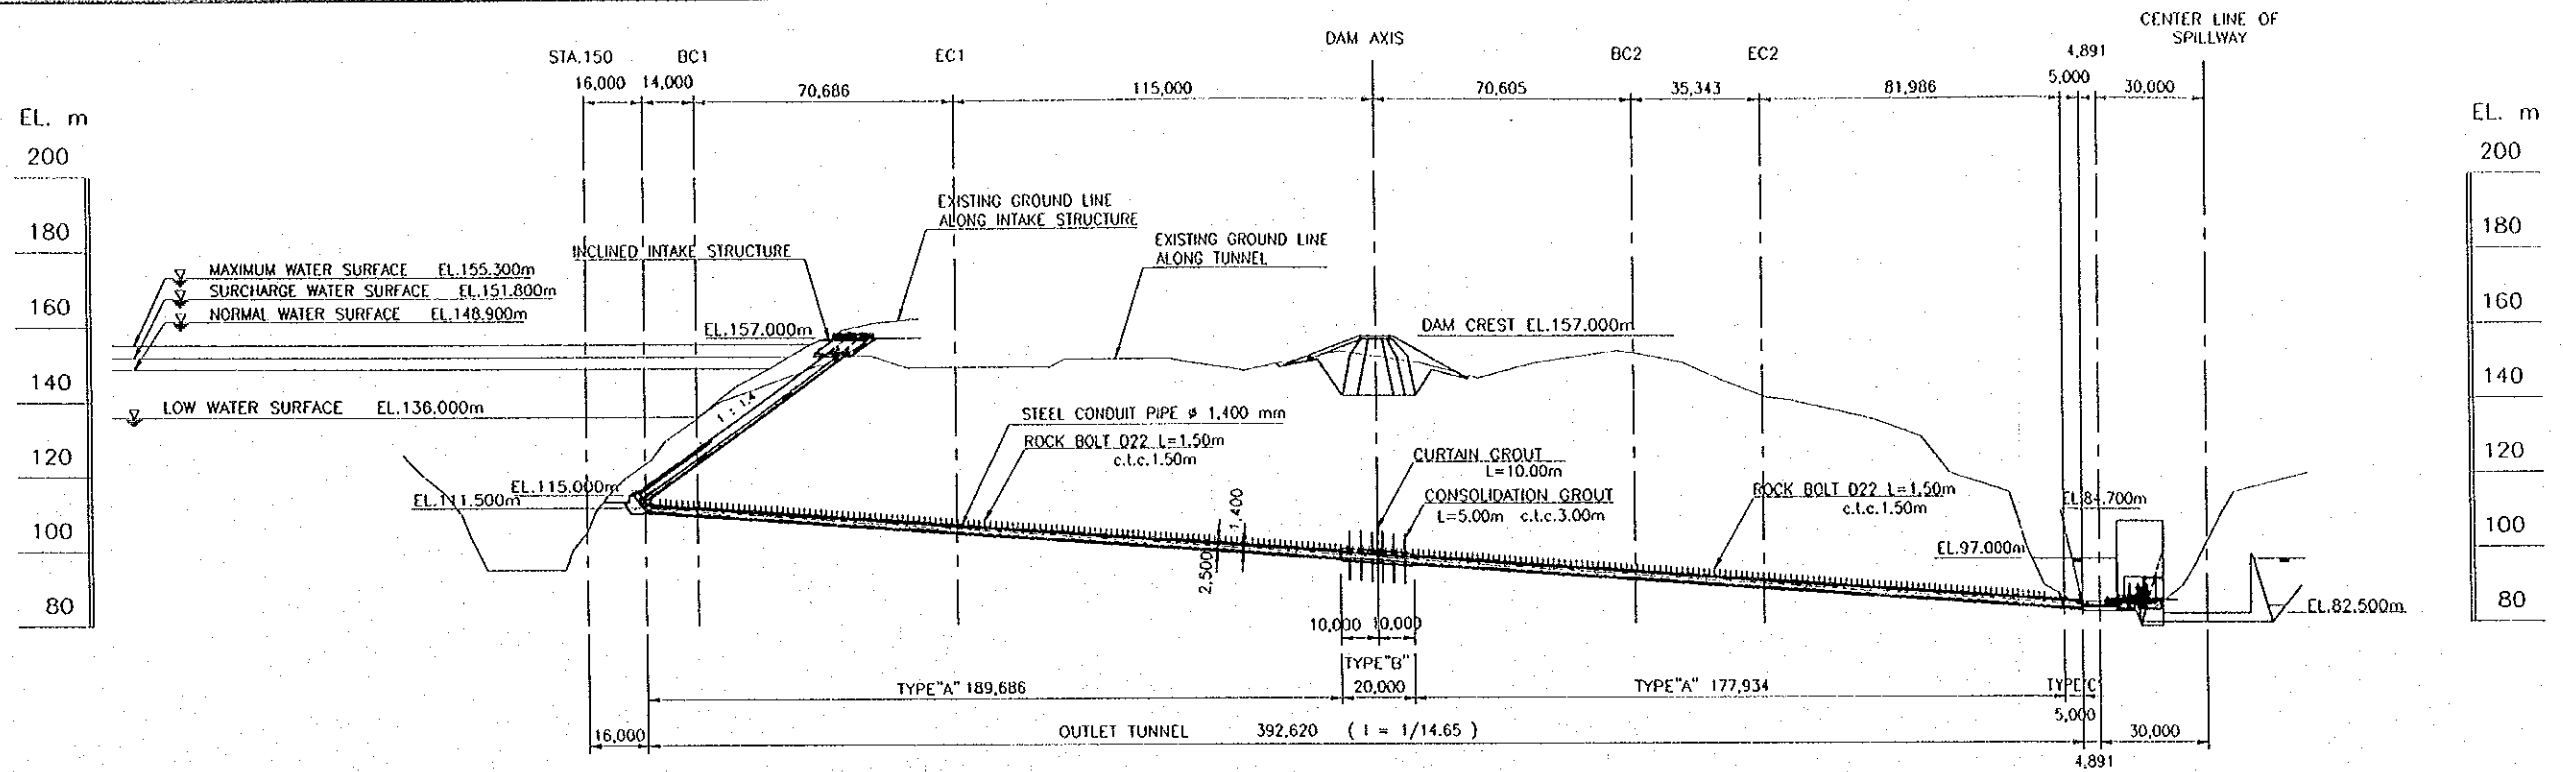 CENTER LINE OF
SPILLWAY
STA.150
BC1
EC1
DAM AXIS
BC2
EC2
4,891
16,000
14,000
70,686
115,000
70,605
35,343
81,986
5,000
30,000
EL. m
EL. m
200
200
180
180
160
160
140
140
120
120
100
100
80
80
EXISTING GROUND LINE
ALONG INTAKE STRUCTURE
INCLINED INTAKE STRUCTURE
EXISTING GROUND LINE
ALONG TUNNEL
MAXIMUM WATER SURFACE EL.155.300m
SURCHARGE WATER SURFACE EL.151.800m
NORMAL WATER SURFACE EL.148.900m
EL.157.000m
DAM CREST EL.157.000m
LOW WATER SURFACE EL.136.000m
1 : 1.4
STEEL CONDUIT PIPE ø 1,400 mm
ROCK BOLT D22 L=1.50m
c.t.c.1.50m
CURTAIN GROUT
L=10.00m
CONSOLIDATION GROUT
L=5.00m c.t.c.3.00m
ROCK BOLT D22 L=1.50m
c.t.c.1.50m
EL.115.000m
EL.111.500m
1,400
2,500
EL.97.000m
EL.82.500m
10,000 10,000
TYPE"B"
TYPE"A" 189,686
20,000
TYPE"A" 177,934
TYPE"C"
5,000
16,000
OUTLET TUNNEL 392,620 ( I = 1/14.65 )
30,000
4,891